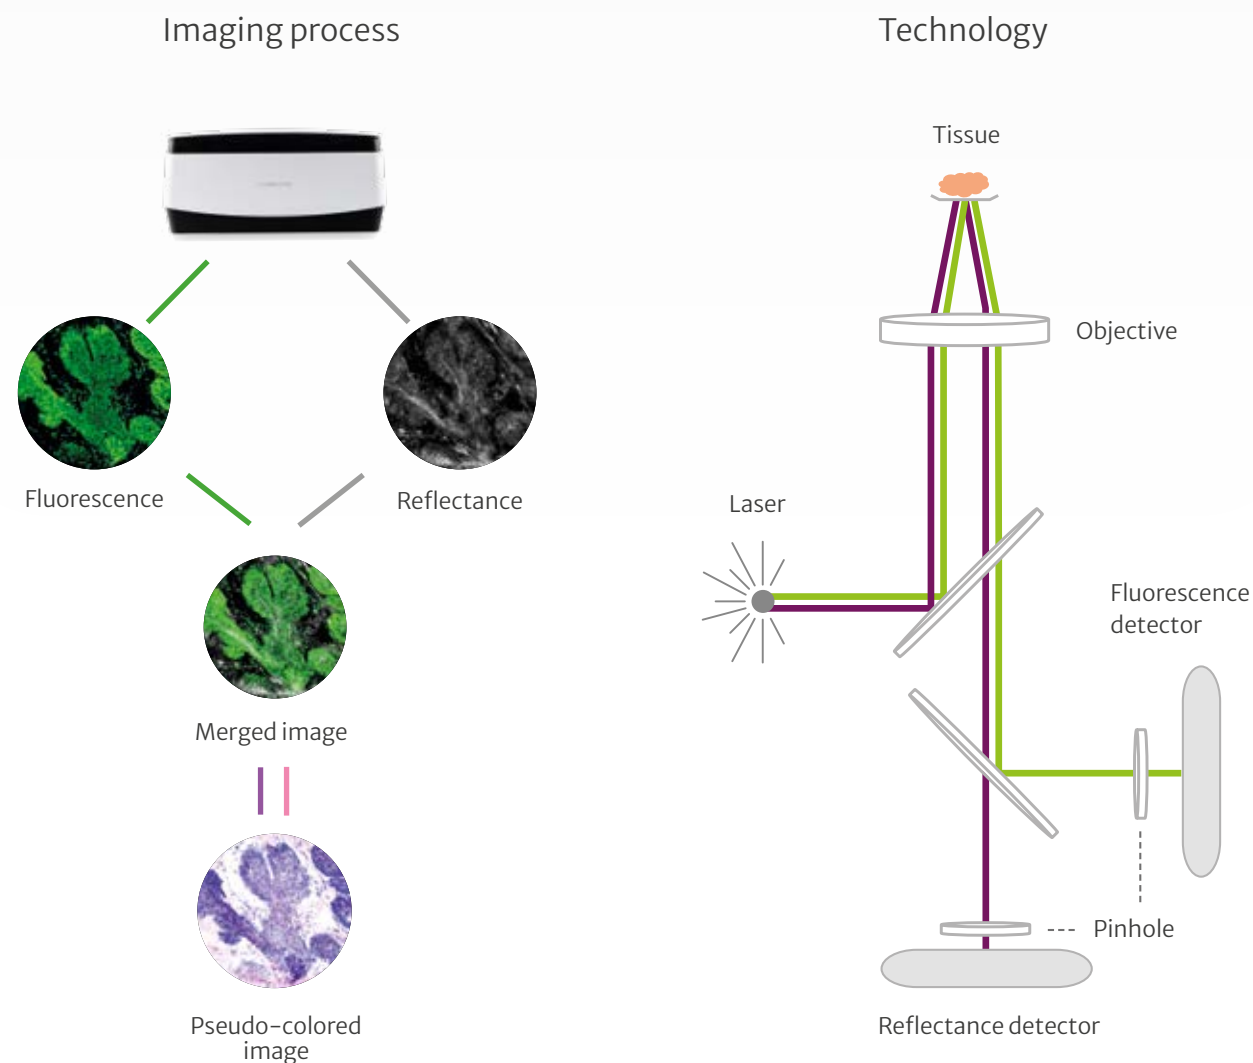 Imaging process
Technology
Tissue
Objective
Fluorescence
Reflectance
Laser
Fluorescence
detector
Merged image
Pinhole
Pseudo-colored
image
Reflectance detector